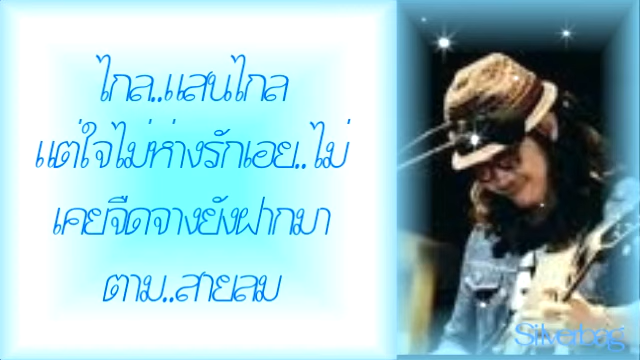 ไกล..แสนไกล
แต่ใจไม่ห่างรักเอย..ไม่
เคยจืดจางยังฝากมา
ตาม..สายลม
Silverbag